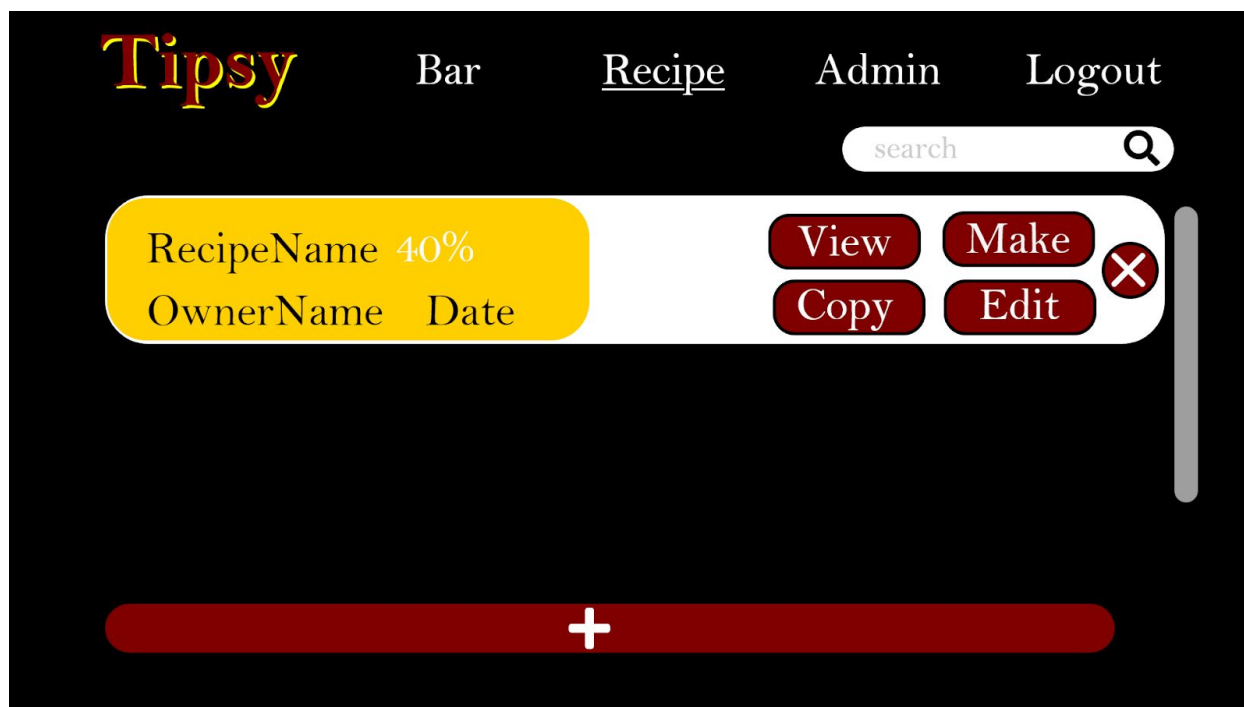 Tipsy Bar Recipe Admin Logout
search
RecipeName 40%
OwnerName Date
View Make
Copy Edit